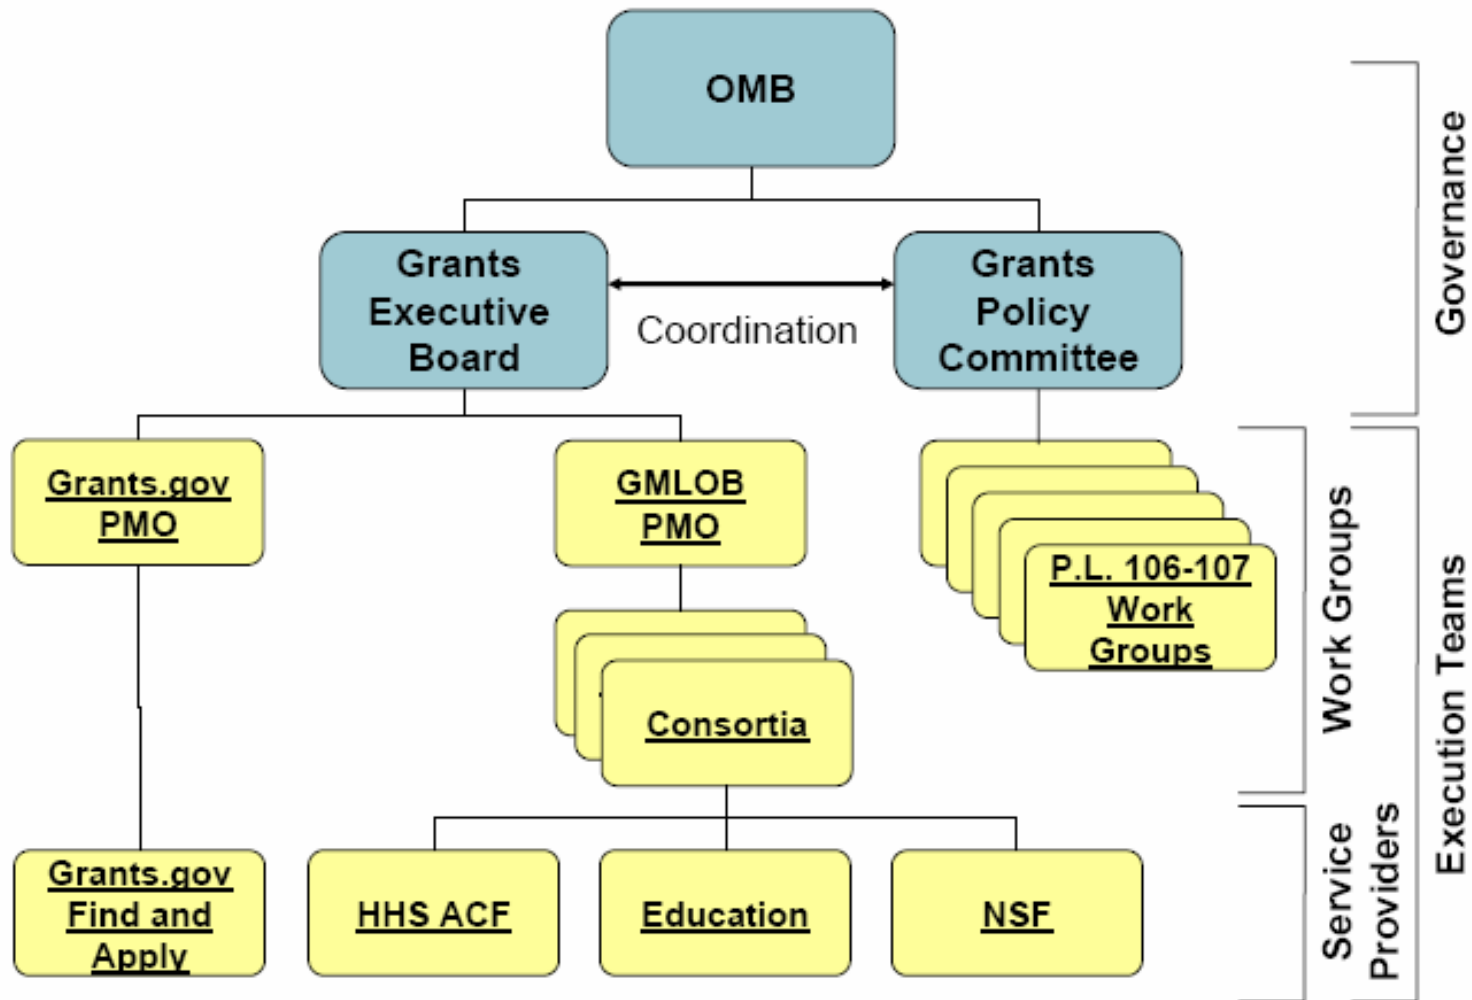 OMB
Grants
Executive
Board
Coordination
Grants
Policy
Committee
Governance
Grants.gov
PMO
GMLOB
PMO
P.L. 106-107
Work
Groups
Consortia
Work Groups
Execution Teams
Grants.gov
Find and
Apply
HHS ACF
Education
NSF
Service
Providers